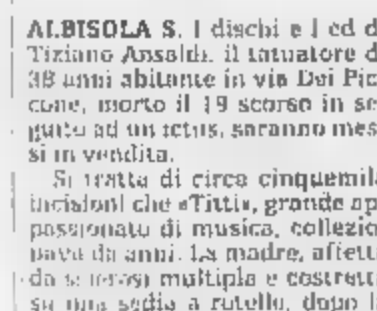 ALBISOLA S. I dischi e i cd d
Tiziano Ansaldi, il tatuatore d
38 anni abitante in via Dei Pic
cone, morto il 19 scorso in se
guito ad un ictus, saranno mes
si in vendita.
Si tratta di circa cinquemila
incisioni che «Titti», grande ap
passionato di musica, collezio
nava da anni. La madre, affett
da sclerosi multipla e costrett
su una sedia a rotelle, dopo l